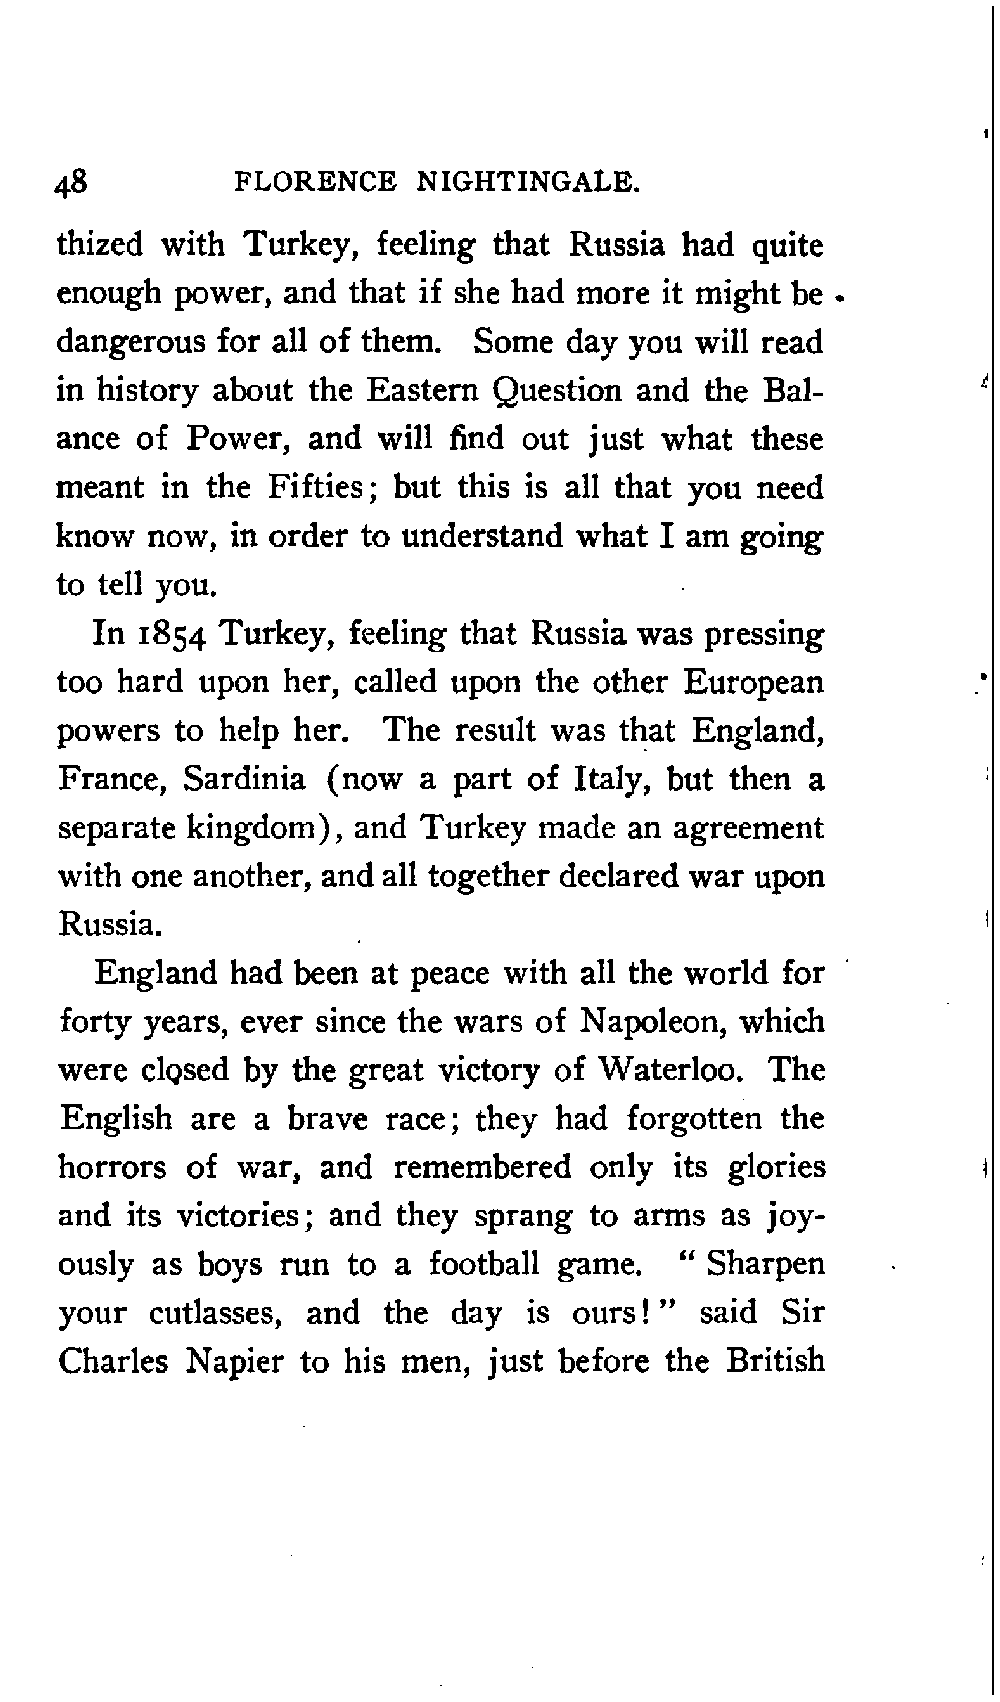 48 FLORENCE NIGHTINGALE.
thized with Turkey, feeling that Russia had quite
enough power, and that if she had more it might be
dangerous for all of them. Some day you will read
in history about the Eastern Question and the Bal-
ance of Power, and will find out just what these
meant in the Fifties; but this is all that you need
know now, in order to understand what I am going
to tell you.
In 1854 Turkey, feeling that Russia was pressing
too hard upon her, called upon the other European
powers to help her. The result was that England,
France, Sardinia (now a part of Italy, but then a
separate kingdom), and Turkey made an agreement
with one another, and all together declared war upon
Russia.
England had been at peace with all the world for
forty years, ever since the wars of Napoleon, which
were closed by the great victory of Waterloo. The
English are a brave race; they had forgotten the
horrors of war, and remembered only its glories
and its victories; and they sprang to arms as joy-
ously as boys run to a football game. " Sharpen
your cutlasses, and the day is ours! " said Sir
Charles Napier to his men, just before the British